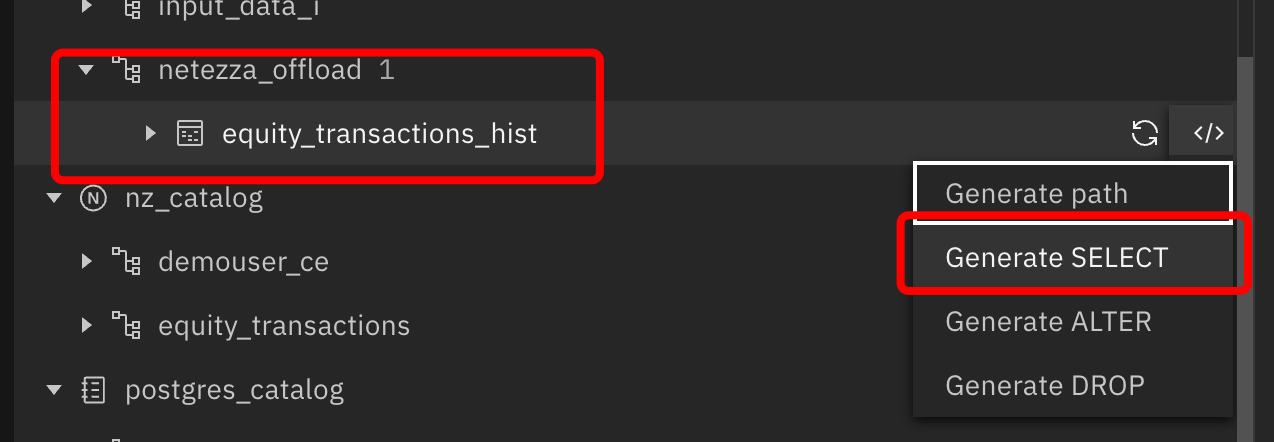 input_data_i
netezza_offload 1
equity_transactions_hist </>
nz_catalog
Generate path
Generate SELECT
demouser_ce
equity_transactions
Generate ALTER
postgres_catalog
Generate DROP